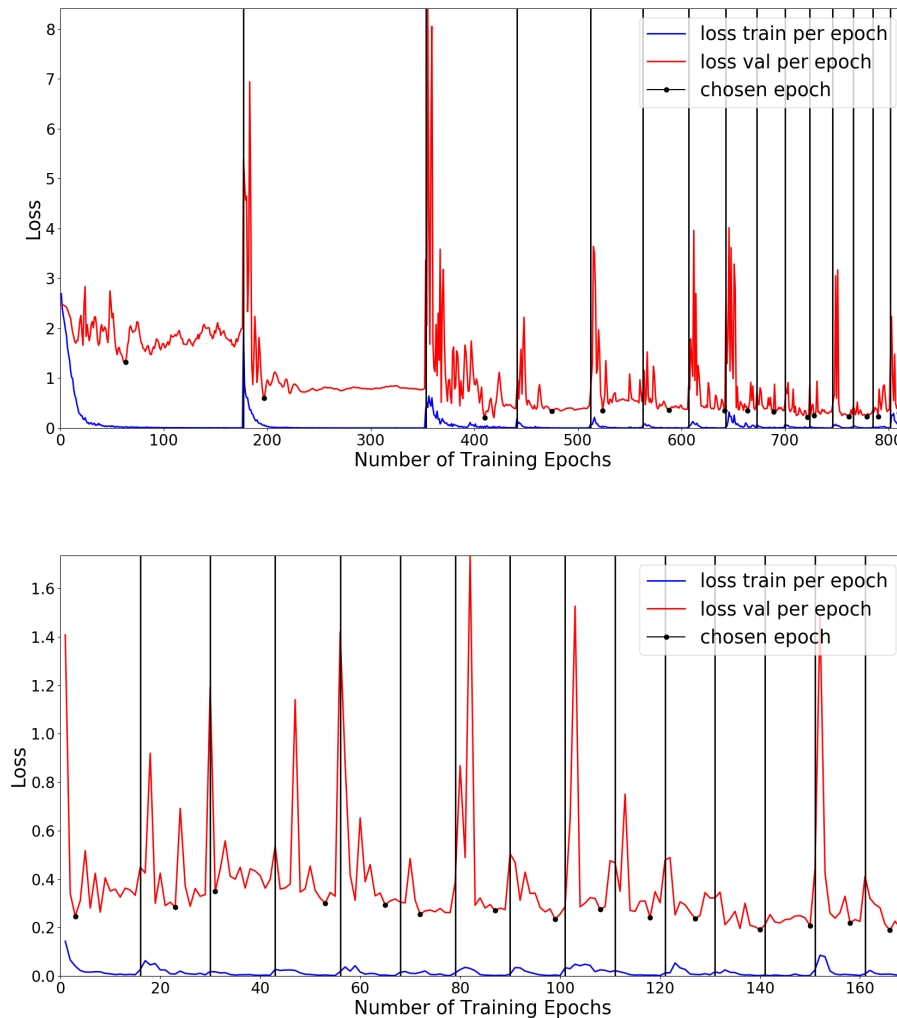 8
7
6
5
4
3
2
1
0
Loss
loss train per epoch
loss val per epoch
chosen epoch
0 100 200 300 400 500 600 700 800
Number of Training Epochs
1.6
1.4
1.2
1.0
0.8
0.6
0.4
0.2
0.0
Loss
loss train per epoch
loss val per epoch
chosen epoch
0 20 40 60 80 100 120 140 160
Number of Training Epochs